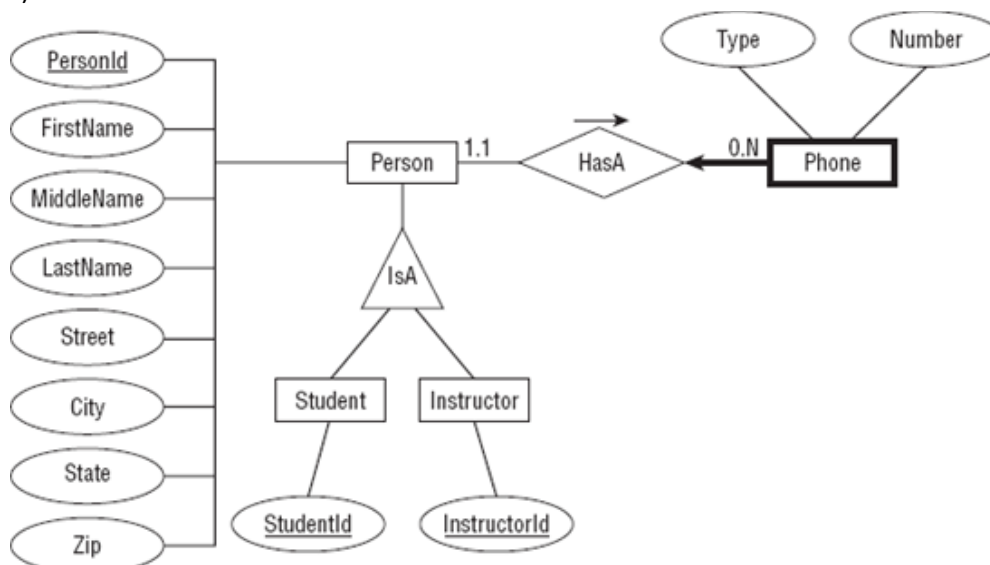 Type
Number
PersonId
FirstName
Person
1.1
HasA
0.N
Phone
MiddleName
LastName
IsA
Street
Student
Instructor
City
State
StudentId
InstructorId
Zip